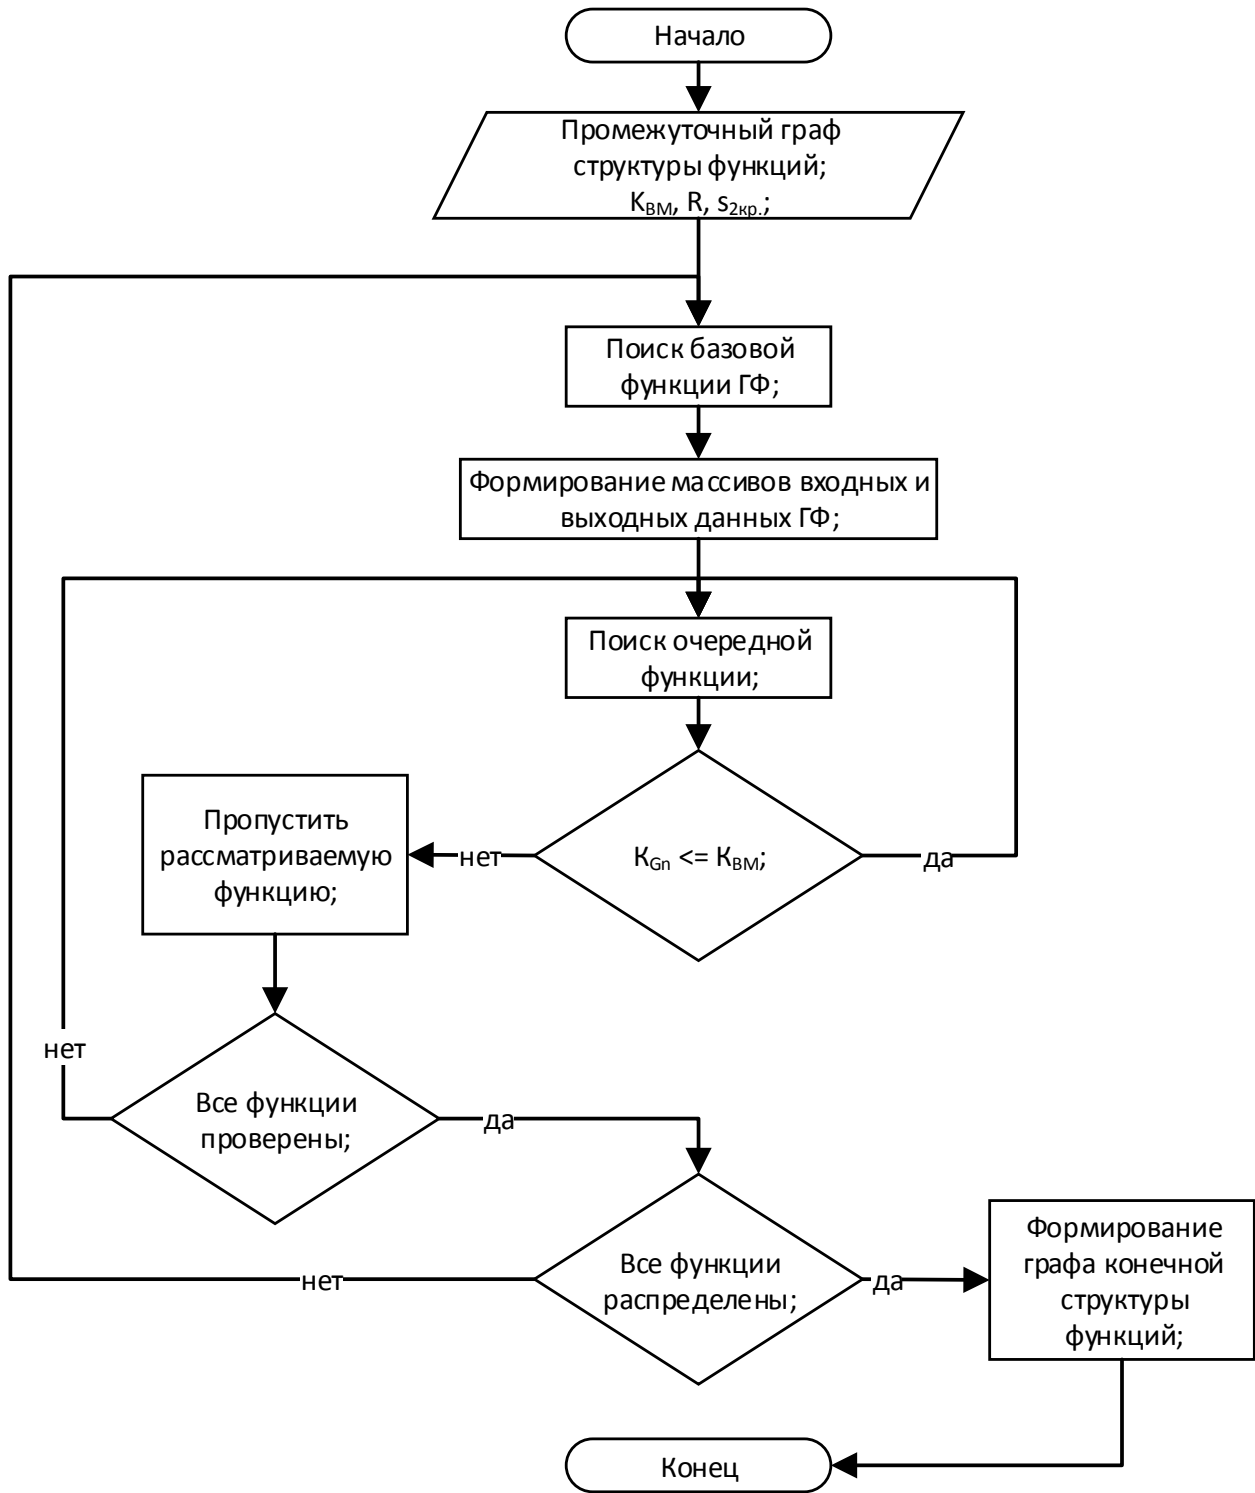 Начало
Промежуточный граф
структуры функций;
K_BM, R, s_2кр.;
Поиск базовой
функции ГФ;
Формирование массивов входных и
выходных данных ГФ;
Поиск очередной
функции;
K_Gn <= K_BM;
нет
да
Пропустить
рассматриваемую
функцию;
нет
Все функции
проверены;
да
нет
Все функции
распределены;
да
Формирование
графа конечной
структуры
функций;
Конец